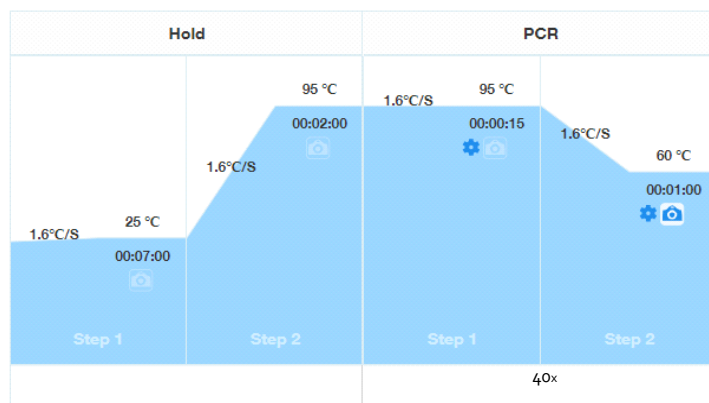 Hold
PCR
1.6°C/S
25 °C
00:07:00
Step 1
1.6°C/S
95 °C
00:02:00
Step 2
1.6°C/S
95 °C
00:00:15
Step 1
1.6°C/S
60 °C
00:01:00
Step 2
40x